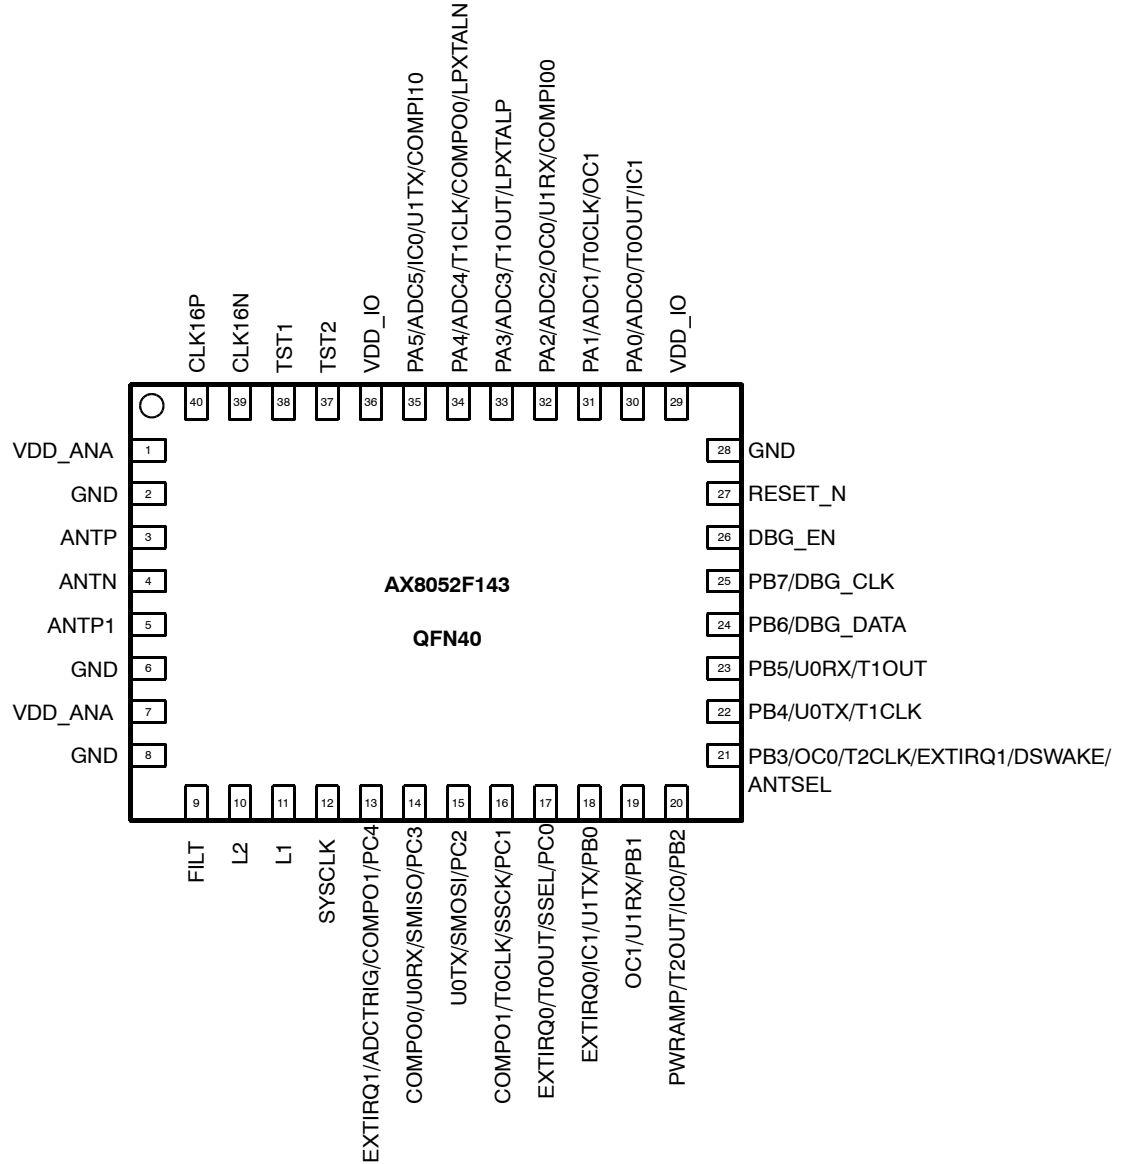 CLK16P
CLK16N
TST1
TST2
VDD_IO
PA5/ADC5/IC0/U1TX/COMPI10
PA4/ADC4/T1CLK/COMPO0/LPXTALN
PA3/ADC3/T1OUT/LPXTALP
PA2/ADC2/OC0/U1RX/COMPI00
PA1/ADC1/T0CLK/OC1
PA0/ADC0/T0OUT/IC1
VDD_IO
40 39 38 37 36 35 34 33 32 31 30 29
VDD_ANA 1
GND 2
ANTP 3
ANTN 4
ANTP1 5
GND 6
VDD_ANA 7
GND 8
AX8052F143
QFN40
28 GND
27 RESET_N
26 DBG_EN
25 PB7/DBG_CLK
24 PB6/DBG_DATA
23 PB5/U0RX/T1OUT
22 PB4/U0TX/T1CLK
21 PB3/OC0/T2CLK/EXTIRQ1/DSWAKE/
ANTSEL
9 10 11 12 13 14 15 16 17 18 19 20
FILT
L2
L1
SYSCLK
EXTIRQ1/ADCTRIG/COMPO1/PC4
COMPO0/U0RX/SMISO/PC3
U0TX/SMOSI/PC2
COMPO1/T0CLK/SSCK/PC1
EXTIRQ0/T0OUT/SSEL/PC0
EXTIRQ0/IC1/U1TX/PB0
OC1/U1RX/PB1
PWRAMP/T2OUT/IC0/PB2